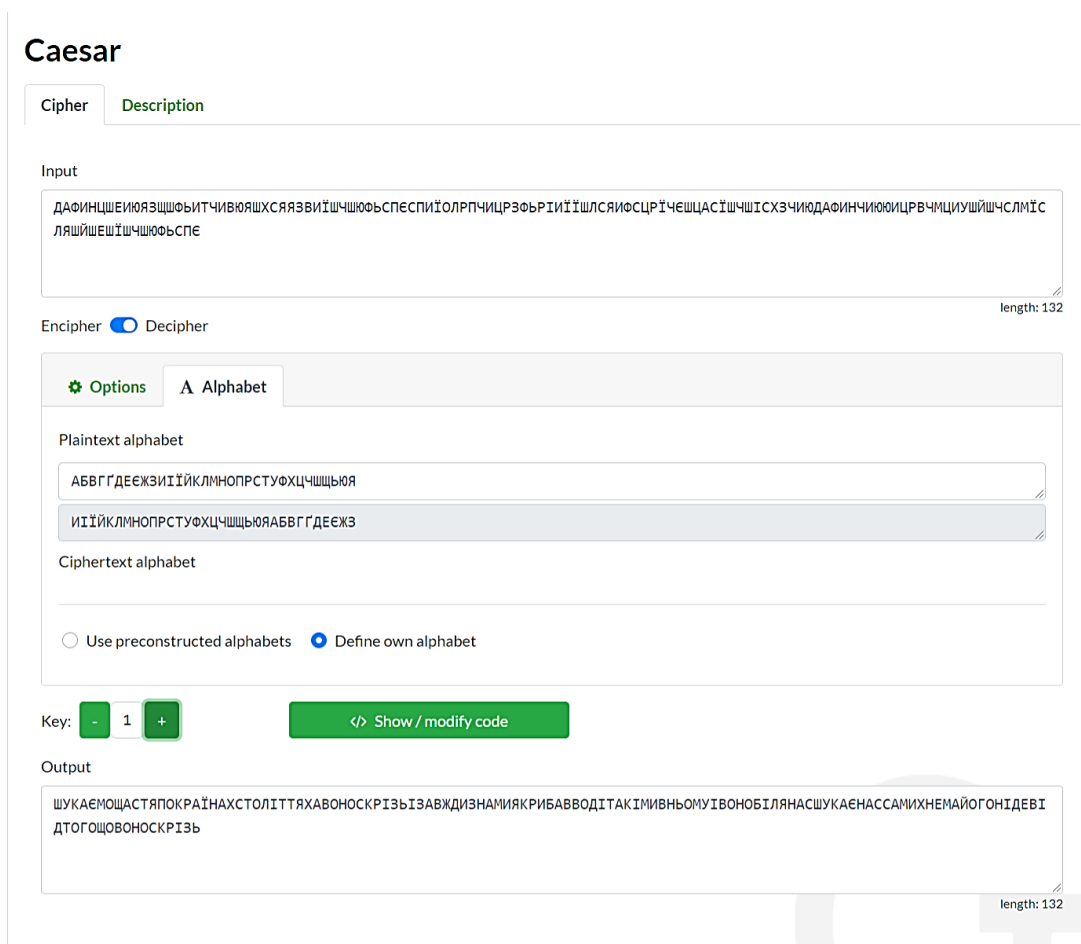 Caesar
Cipher
Description
Input
ДАФИНЦШЕИЮЯЗЩШФЬИТЧИВЮЯШХСЯЯЗВИЇШЧШЮФЬСПЄСПИЇОЛРПЧИЦРЗФЬРІИЇЇШЛСЯИФСЦРЇЧЄШЦАСЇШЧШІСХЗЧИЮДАФИНЧИЮЮИЦРВЧМЦИУШЙШЧСЛМЇС
ЛЯШЙШЕШЇШЧШЮФЬСПЄ
length: 132
Encipher Decipher
Options
A Alphabet
Plaintext alphabet
АБВГҐДЕЄЖЗИІЇЙКЛМНОПРСТУФХЦЧШЩЬЮЯ
ИІЇЙКЛМНОПРСТУФХЦЧШЩЬЮЯАБВГҐДЕЄЖЗ
Ciphertext alphabet
Use preconstructed alphabets
Define own alphabet
Key: - 1 +
</> Show / modify code
Output
ШУКАЄМОЩАСТЯПОКРАЇНАХСТОЛІТТЯХАВОНОСКРІЗЬІЗАВЖДИЗНАМИЯКРИБАВВОДІТАКІМИВНЬОМУІВОНОБІЛЯНАСШУКАЄНАССАМИХНЕМАЙОГОНІДЕВІ
ДТОГОЩОВОНОСКРІЗЬ
length: 132